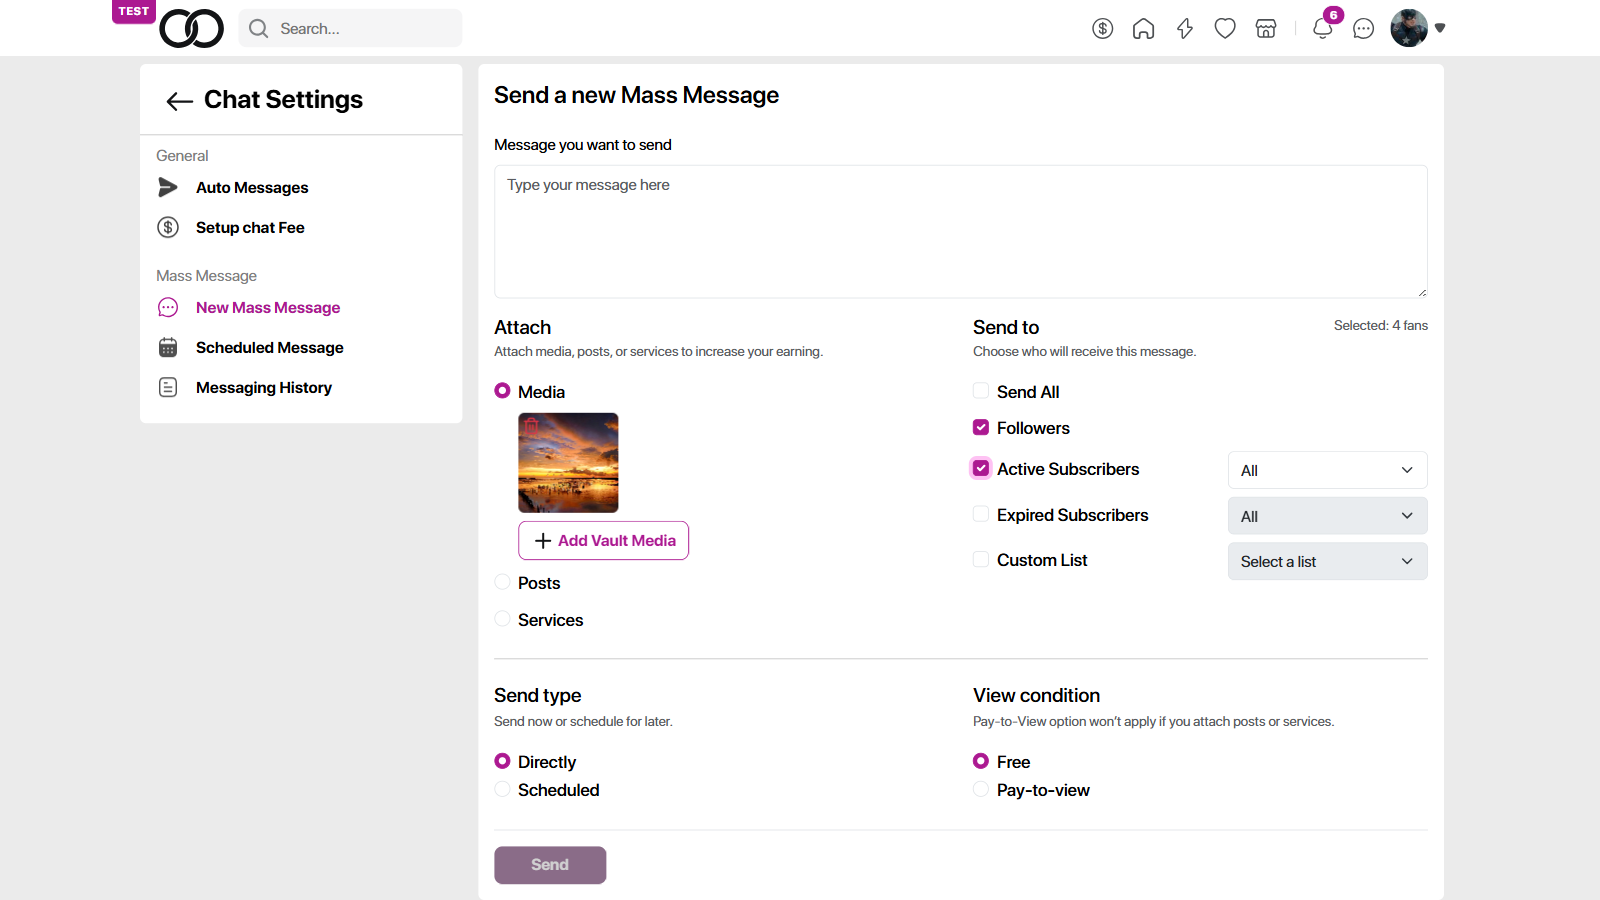 TEST
Search...
6
Chat Settings
General
Auto Messages
Setup chat Fee
Mass Message
New Mass Message
Scheduled Message
Messaging History
Send a new Mass Message
Message you want to send
Type your message here
Attach
Attach media, posts, or services to increase your earning.
Media
Add Vault Media
Posts
Services
Send to
Selected: 4 fans
Choose who will receive this message.
Send All
Followers
Active Subscribers
All
Expired Subscribers
All
Custom List
Select a list
Send type
Send now or schedule for later.
Directly
Scheduled
View condition
Pay-to-View option won’t apply if you attach posts or services.
Free
Pay-to-view
Send